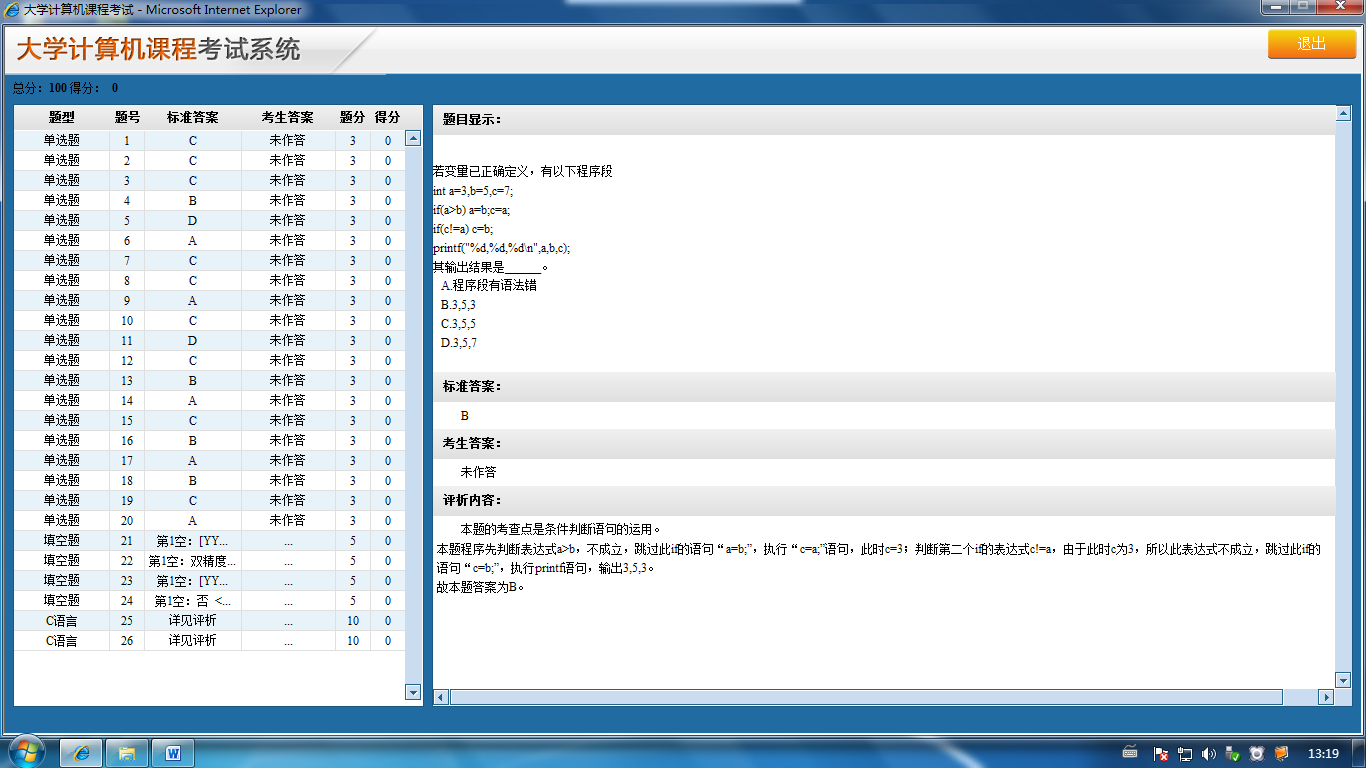 大学计算机课程考试 - Microsoft Internet Explorer
大学计算机课程考试系统
退出
总分：100 得分： 0
题型 题号 标准答案 考生答案 题分 得分
单选题 1 C 未作答 3 0
单选题 2 C 未作答 3 0
单选题 3 C 未作答 3 0
单选题 4 B 未作答 3 0
单选题 5 D 未作答 3 0
单选题 6 A 未作答 3 0
单选题 7 C 未作答 3 0
单选题 8 C 未作答 3 0
单选题 9 A 未作答 3 0
单选题 10 C 未作答 3 0
单选题 11 D 未作答 3 0
单选题 12 C 未作答 3 0
单选题 13 B 未作答 3 0
单选题 14 A 未作答 3 0
单选题 15 C 未作答 3 0
单选题 16 B 未作答 3 0
单选题 17 A 未作答 3 0
单选题 18 B 未作答 3 0
单选题 19 C 未作答 3 0
单选题 20 A 未作答 3 0
填空题 21 第1空：[YY... ... 5 0
填空题 22 第1空：双精度... ... 5 0
填空题 23 第1空：[YY... ... 5 0
填空题 24 第1空：否 <... ... 5 0
C语言 25 详见评析 ... 10 0
C语言 26 详见评析 ... 10 0
题目显示：
若变量已正确定义，有以下程序段
int a=3,b=5,c=7;
if(a>b) a=b;c=a;
if(c!=a) c=b;
printf("%d,%d,%d\n",a,b,c);
其输出结果是______。
A.程序段有语法错
B.3,5,3
C.3,5,5
D.3,5,7
标准答案：
B
考生答案：
未作答
评析内容：
本题的考查点是条件判断语句的运用。
本题程序先判断表达式a>b，不成立，跳过此if的语句“a=b;”，执行“c=a;”语句，此时c=3；判断第二个if的表达式c!=a，由于此时c为3，所以此表达式不成立，跳过此if的
语句“c=b;”，执行printf语句，输出3,5,3。
故本题答案为B。
13:19